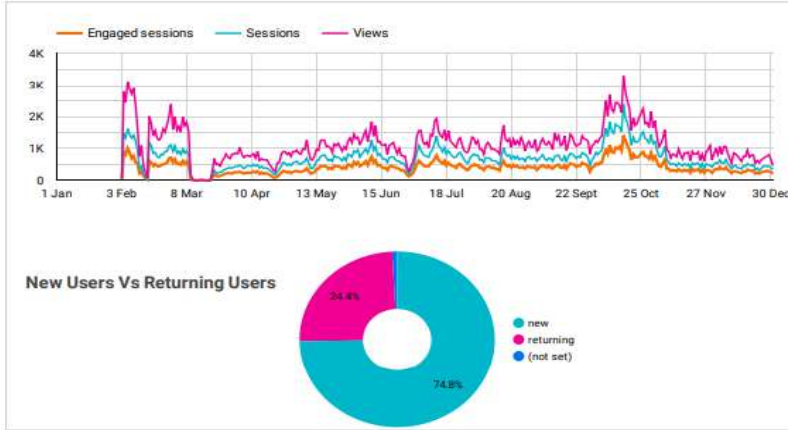 Engaged sessions Sessions Views
4K
3K
2K
1K
0
1 Jan 3 Feb 8 Mar 10 Apr 13 May 15 Jun 18 Jul 20 Aug 22 Sept 25 Oct 27 Nov 30 Dec
New Users Vs Returning Users
24.4%
74.8%
new
returning
(not set)